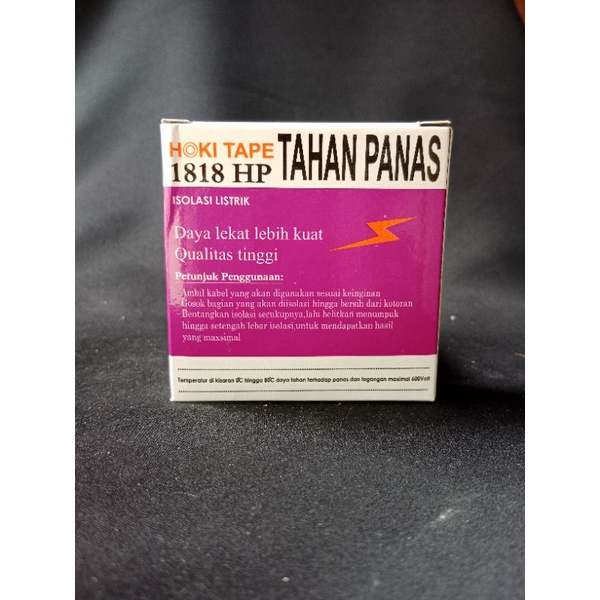 HOKI TAPE TAHAN PANAS
1818 HP
ISOLASI LISTRIK
Daya lekat lebih kuat
Qualitas tinggi
Petunjuk Penggunaan:
-Ambil kabel yang akan digunakan sesuai keinginan
-Gosok bagian yang akan diisolasi hingga bersih dari kotoran
-Bentangkan isolasi secukupnya,lalu belitkan menumpuk
hingga setengah lebar isolasi,untuk mendapatkan hasil
yang maxsimal
Temperatur di kisaran 0°C hingga 80°C daya tahan terhadap panas dan tegangan maximal 600Volt